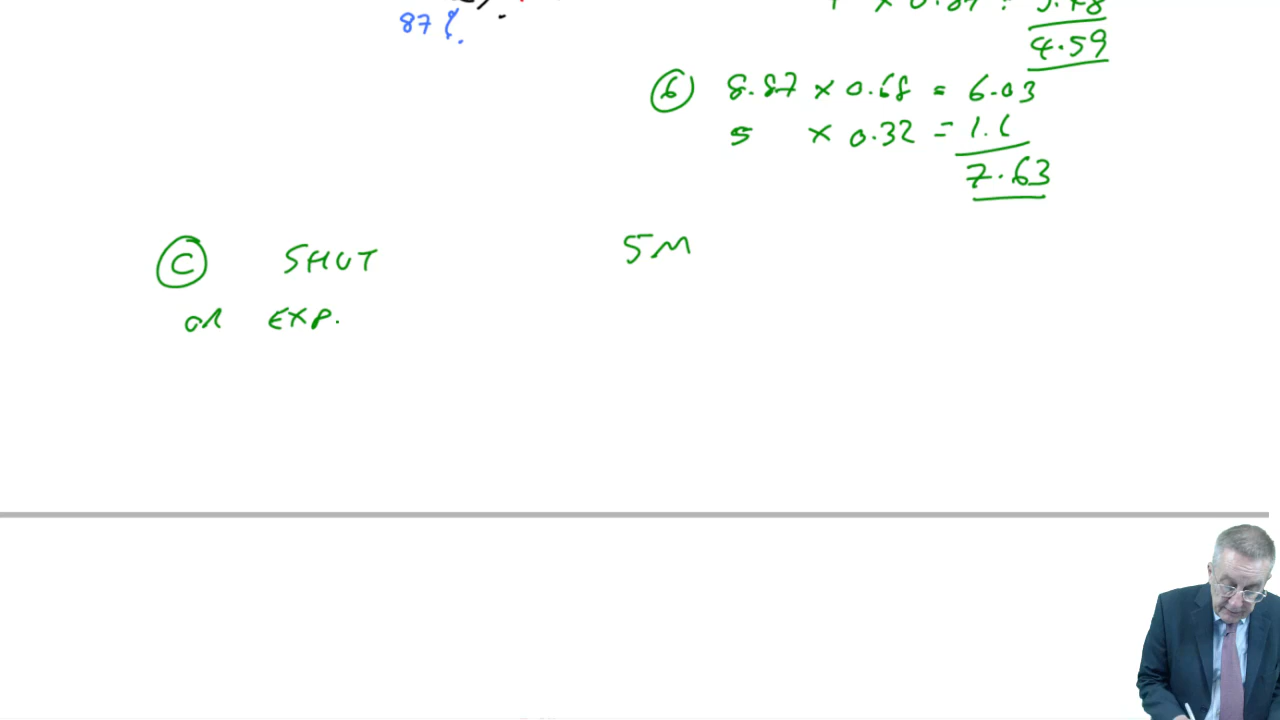 87%.
4.59
⑥ 8.87 × 0.68 = 6.03
5 × 0.32 = 1.6
7.63
Ⓒ SHUT 5M
OR EXP.